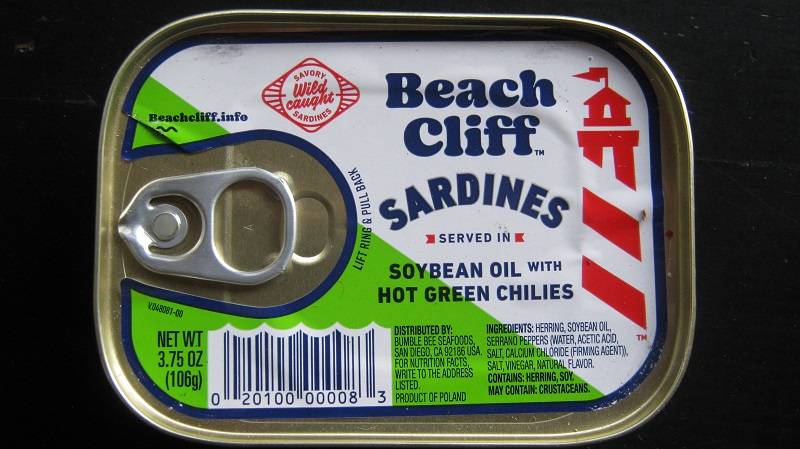 SAVORY
Wild
caught
SARDINES
Beach
Cliff™
Beachcliff.info
LIFT RING & PULL BACK
SARDINES
SERVED IN
SOYBEAN OIL WITH
HOT GREEN CHILIES
V.048081-00
NET WT
3.75 OZ
(106g)
0 20100 00008 3
DISTRIBUTED BY:
BUMBLE BEE SEAFOODS,
SAN DIEGO, CA 92186 USA.
FOR NUTRITION FACTS,
WRITE TO THE ADDRESS
LISTED.
PRODUCT OF POLAND
INGREDIENTS: HERRING, SOYBEAN OIL,
SERRANO PEPPERS (WATER, ACETIC ACID,
SALT, CALCIUM CHLORIDE (FIRMING AGENT)),
SALT, VINEGAR, NATURAL FLAVOR.
CONTAINS: HERRING, SOY.
MAY CONTAIN: CRUSTACEANS.
TM